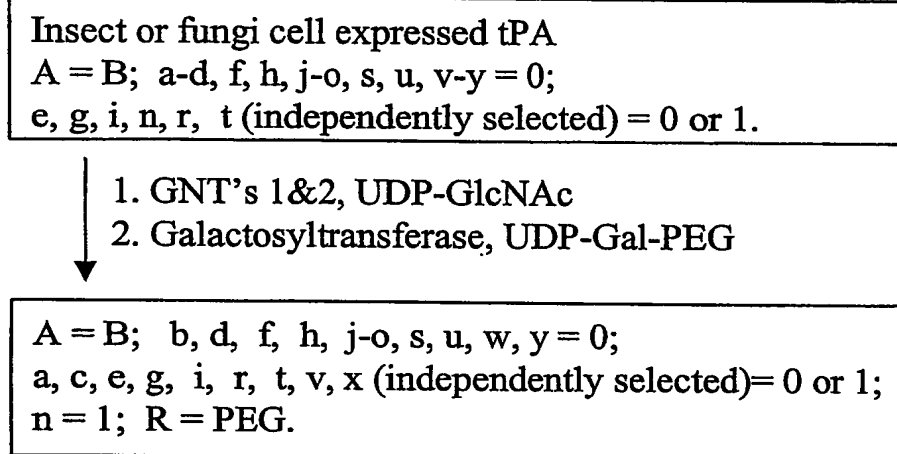 Insect or fungi cell expressed tPA
A = B; a-d, f, h, j-o, s, u, v-y = 0;
e, g, i, n, r, t (independently selected) = 0 or 1.
1. GNT's 1&2, UDP-GlcNAc
2. Galactosyltransferase, UDP-Gal-PEG
A = B; b, d, f, h, j-o, s, u, w, y = 0;
a, c, e, g, i, r, t, v, x (independently selected)= 0 or 1;
n = 1; R = PEG.